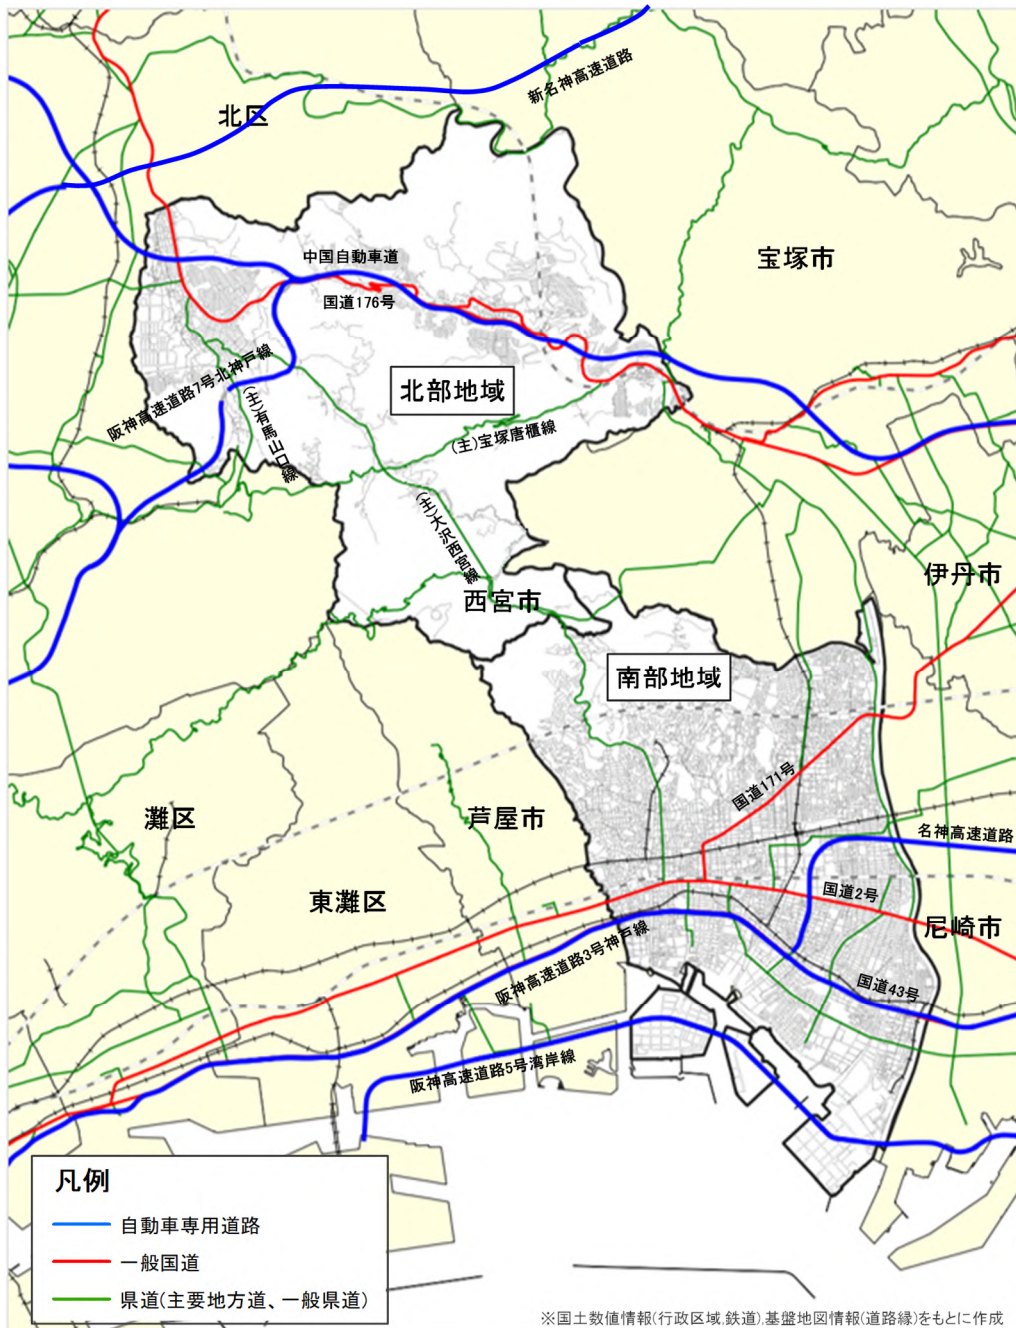 新名神高速道路
北区
宝塚市
中国自動車道
国道176号
阪神高速道路7号北神戸線
北部地域
(主)有馬山口線
(主)宝塚唐櫃線
(主)大沢西宮線
伊丹市
西宮市
南部地域
国道171号
灘区
芦屋市
名神高速道路
東灘区
国道2号
尼崎市
阪神高速道路3号神戸線
国道43号
阪神高速道路5号湾岸線
凡例
自動車専用道路
一般国道
県道(主要地方道、一般県道)
※国土数値情報(行政区域,鉄道),基盤地図情報(道路縁)をもとに作成